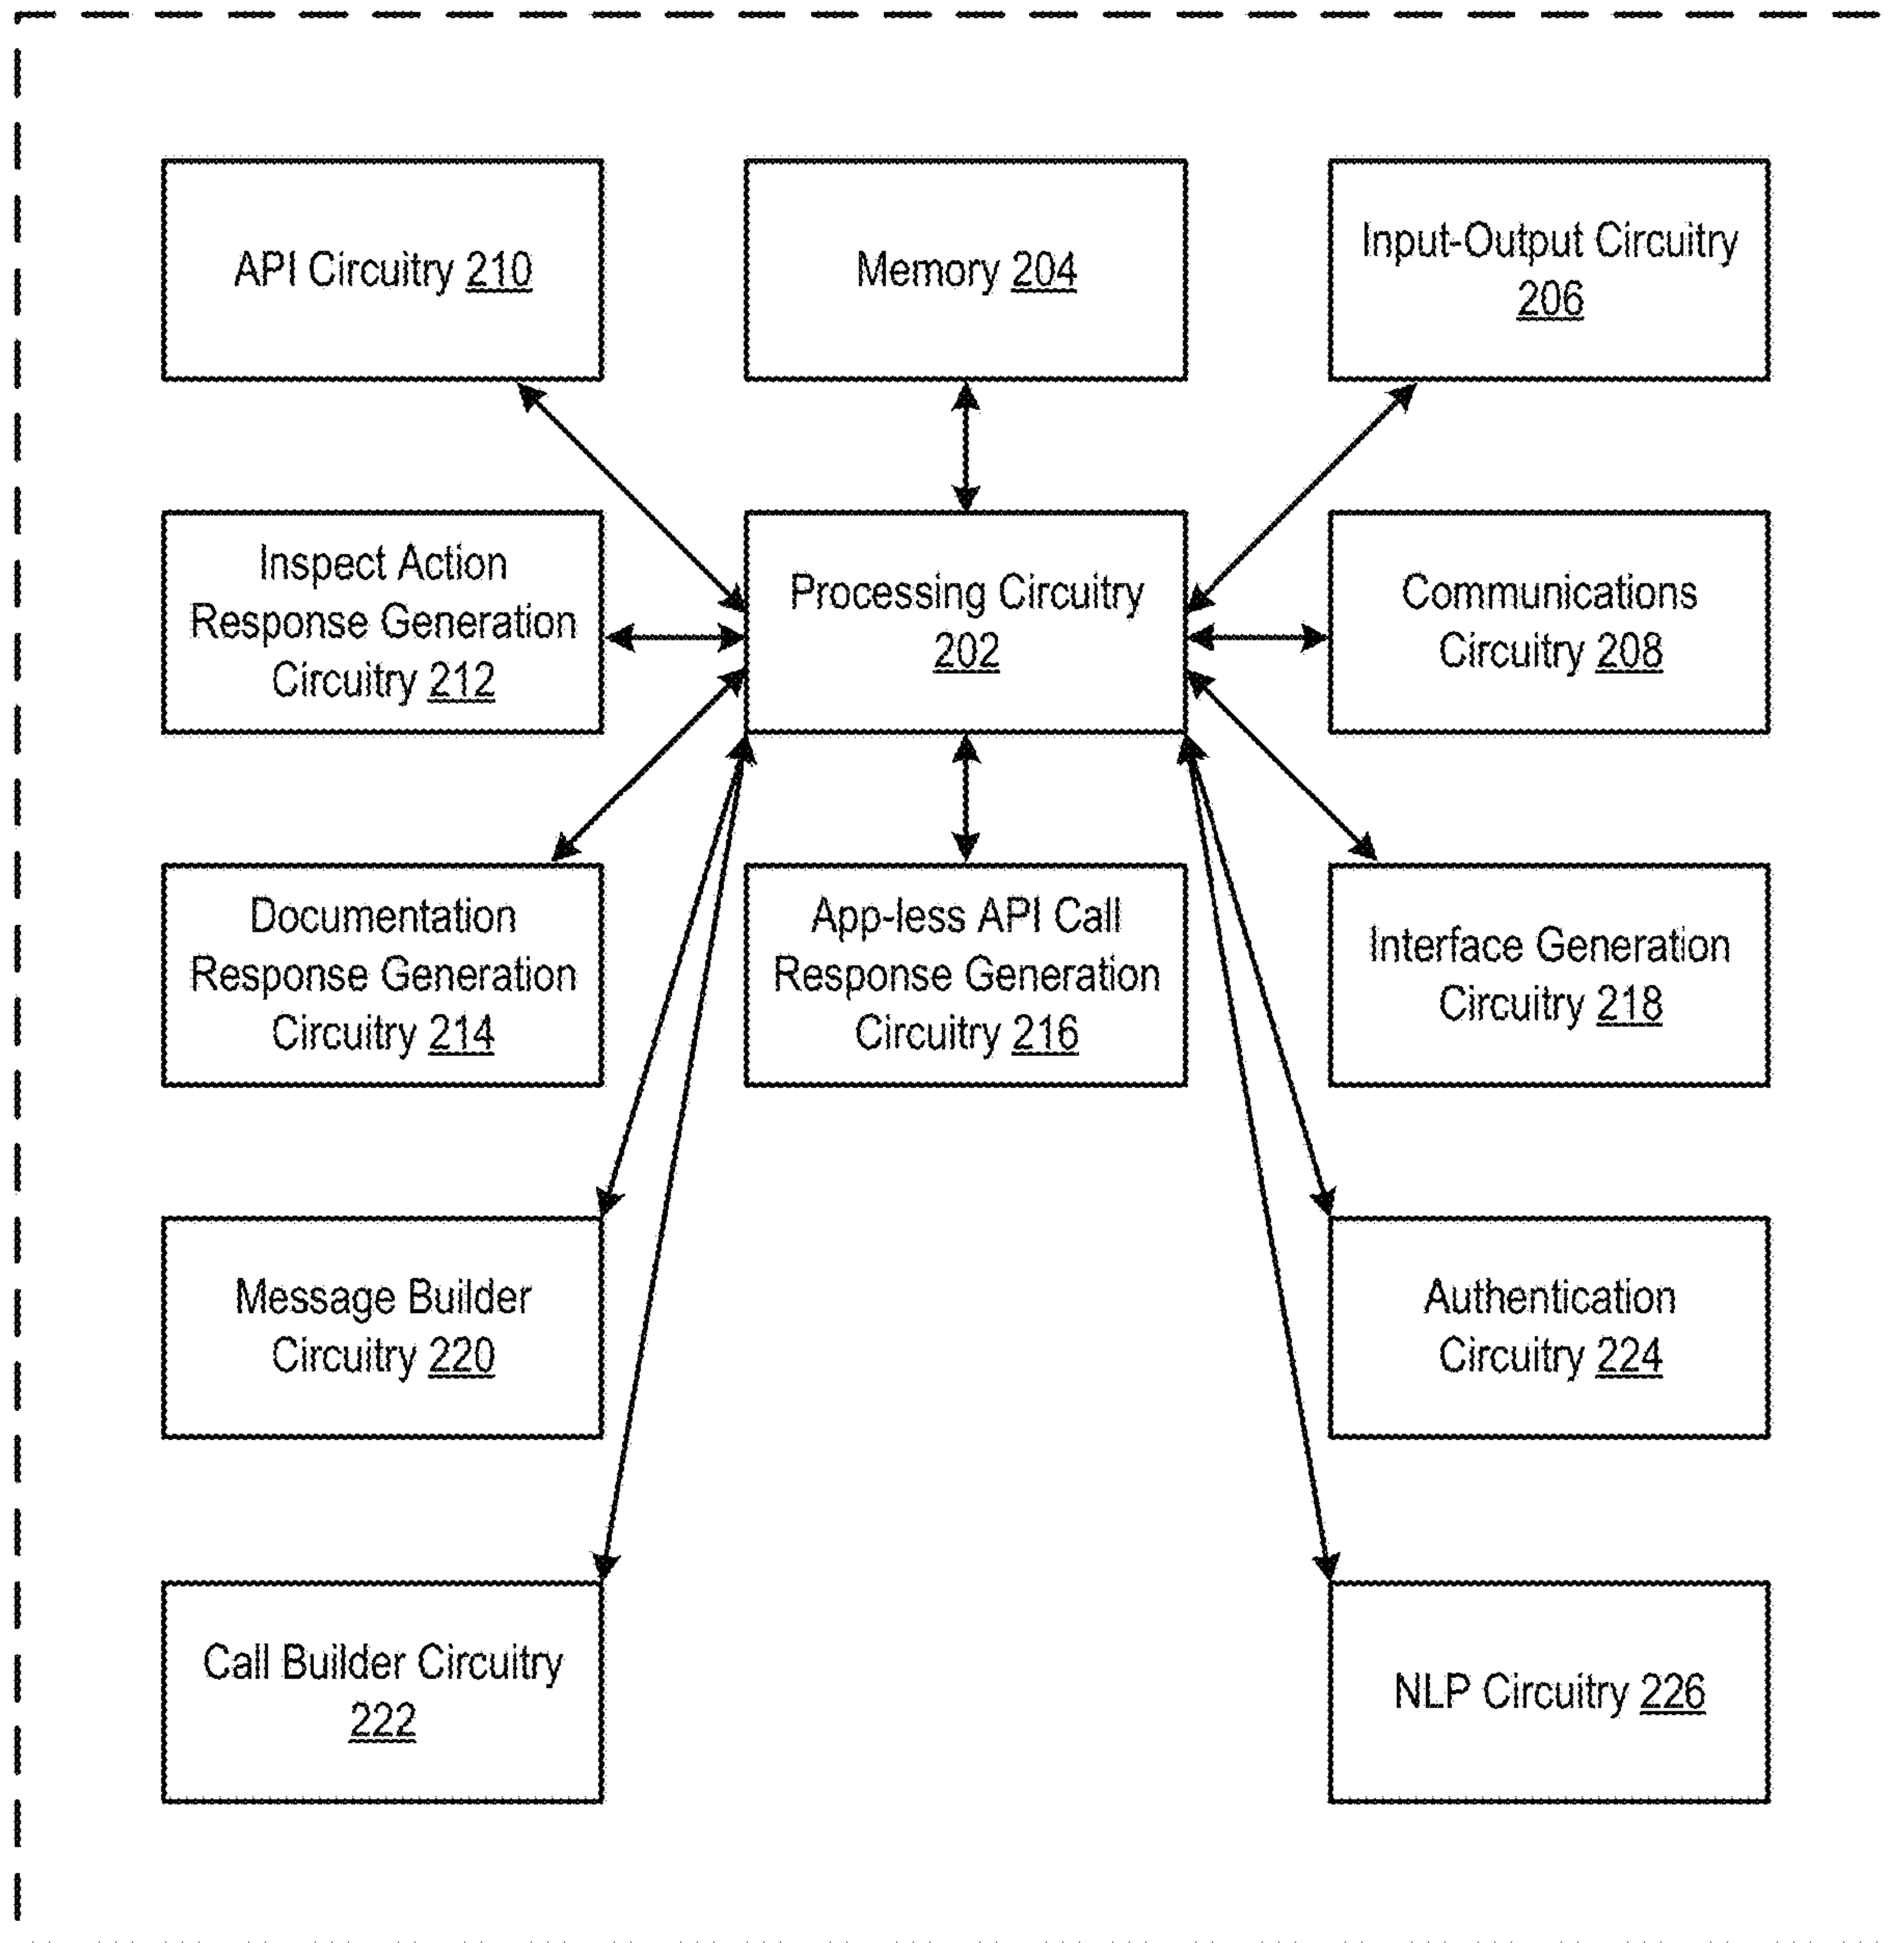 API Circuitry 210
Memory 204
Input-Output Circuitry
206
Inspect Action
Response Generation
Circuitry 212
Processing Circuitry
202
Communications
Circuitry 208
Documentation
Response Generation
Circuitry 214
App-less API Call
Response Generation
Circuitry 216
Interface Generation
Circuitry 218
Message Builder
Circuitry 220
Authentication
Circuitry 224
Call Builder Circuitry
222
NLP Circuitry 226